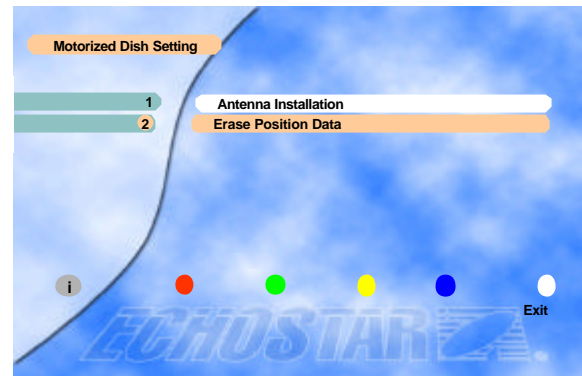 Motorized Dish Setting
1 Antenna Installation
2 Erase Position Data
i
Exit
ECHOSTAR